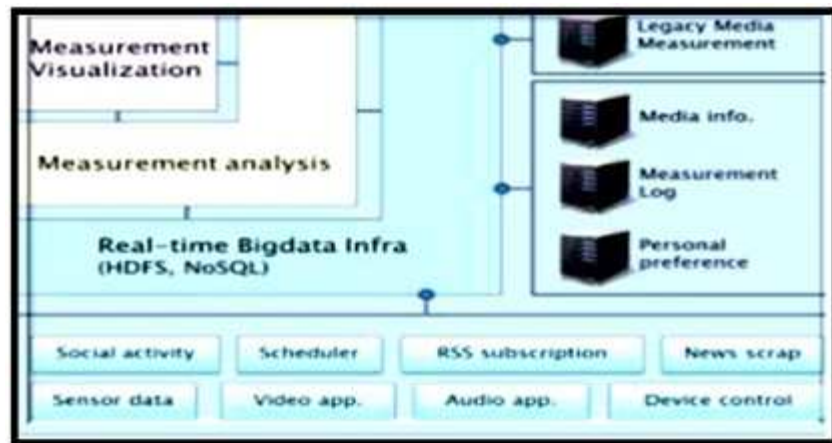 Measurement
Visualization
Measurement analysis
Real-time Bigdata Infra
(HDFS, NoSQL)
Legacy Media
Measurement
Media info.
Measurement
Log
Personal
preference
Social activity
Scheduler
RSS subscription
News scrap
Sensor data
Video app.
Audio app.
Device control